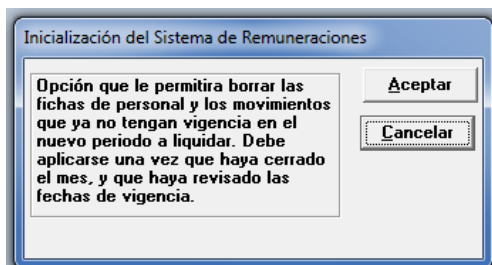 Inicialización del Sistema de Remuneraciones
Opción que le permitira borrar las
fichas de personal y los movimientos
que ya no tengan vigencia en el
nuevo periodo a liquidar. Debe
aplicarse una vez que haya cerrado
el mes, y que haya revisado las
fechas de vigencia.
Aceptar
Cancelar